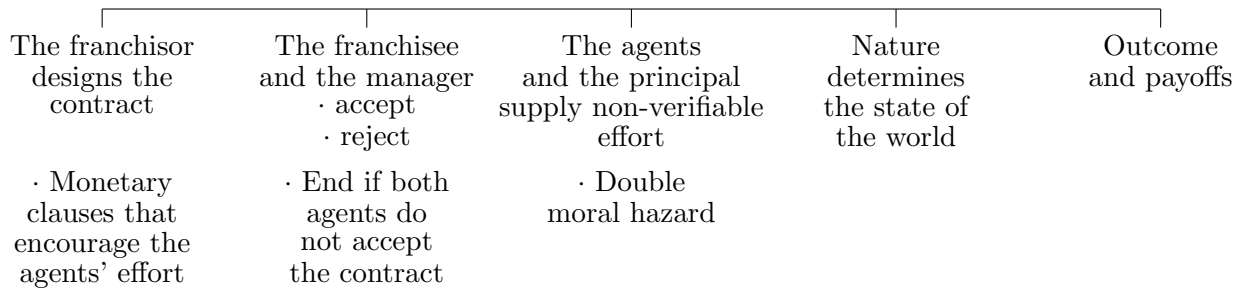 The franchisor
designs the
contract
· Monetary
clauses that
encourage the
agents' effort
The franchisee
and the manager
· accept
· reject
· End if both
agents do
not accept
the contract
The agents
and the principal
supply non-verifiable
effort
· Double
moral hazard
Nature
determines
the state of
the world
Outcome
and payoffs